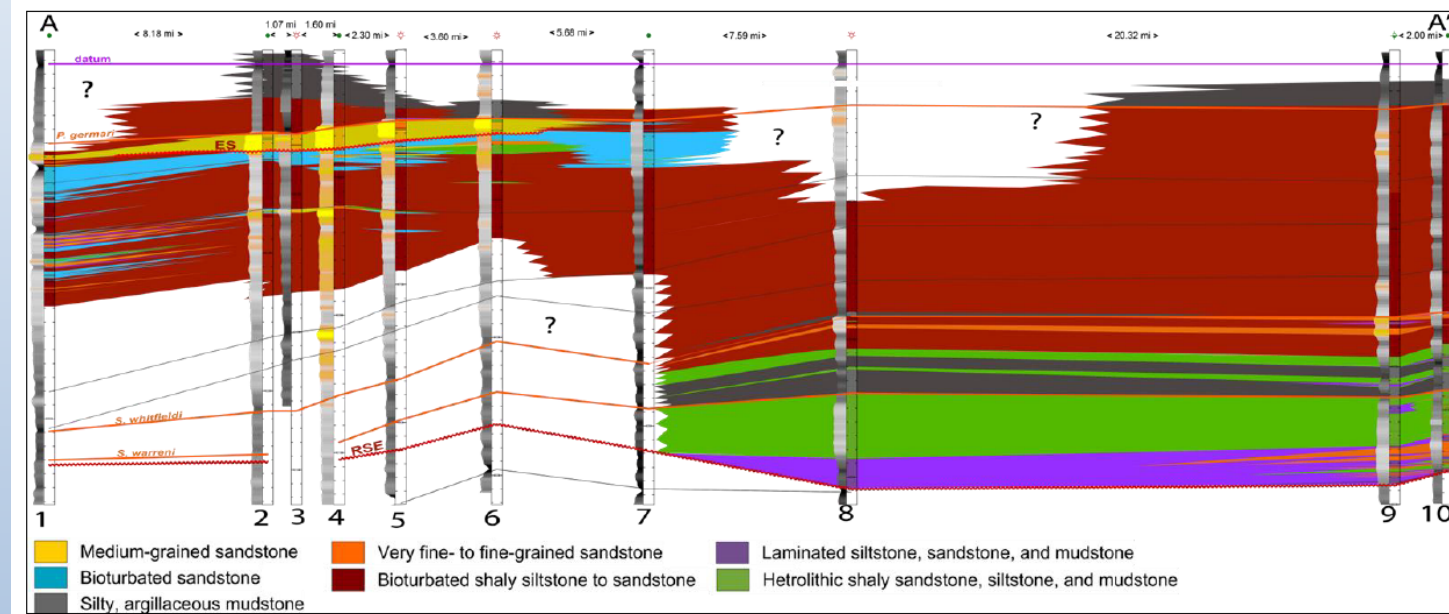 A A'
1.07 mi 1.60 mi
< 8.18 mi > < > < > < 2.30 mi > < 3.60 mi > < 5.68 mi > < 7.59 mi > < 20.32 mi > < 2.00 mi >
datum
?
P. germari
ES
?
?
?
S. whitfieldi
RSE
S. warreni
1 2 3 4 5 6 7 8 9 10
Medium-grained sandstone Very fine- to fine-grained sandstone Laminated siltstone, sandstone, and mudstone
Bioturbated sandstone Bioturbated shaly siltstone to sandstone Hetrolithic shaly sandstone, siltstone, and mudstone
Silty, argillaceous mudstone